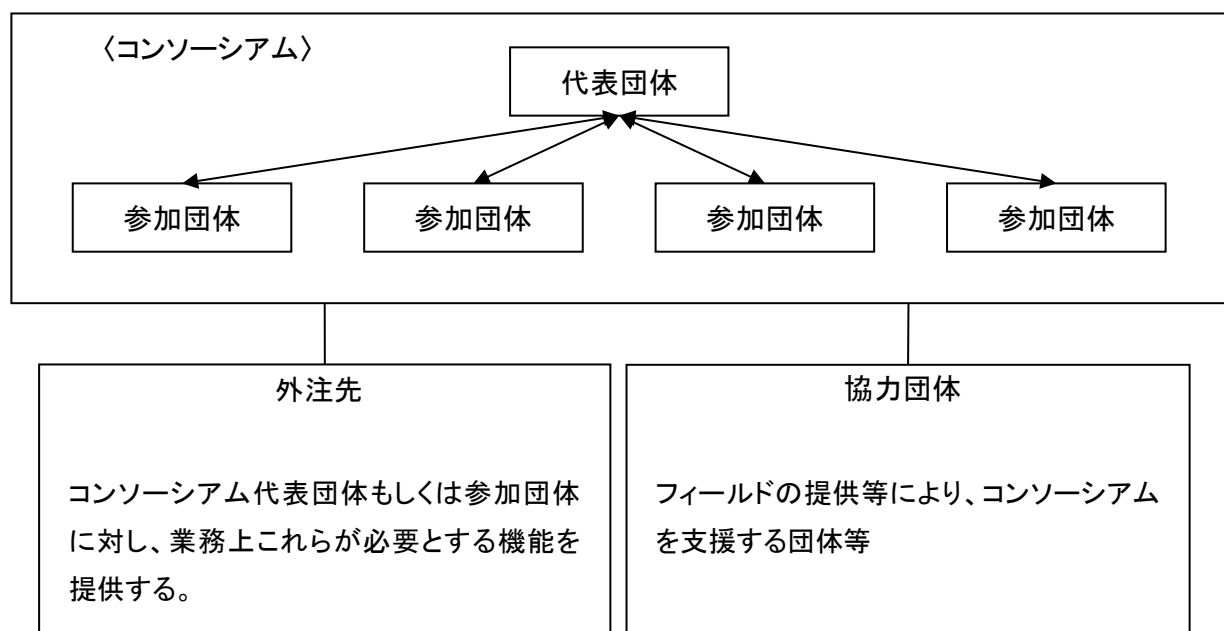 〈コンソーシアム〉
代表団体
参加団体
参加団体
参加団体
参加団体
外注先
コンソーシアム代表団体もしくは参加団体
に対し、業務上これらが必要とする機能を
提供する。
協力団体
フィールドの提供等により、コンソーシアム
を支援する団体等